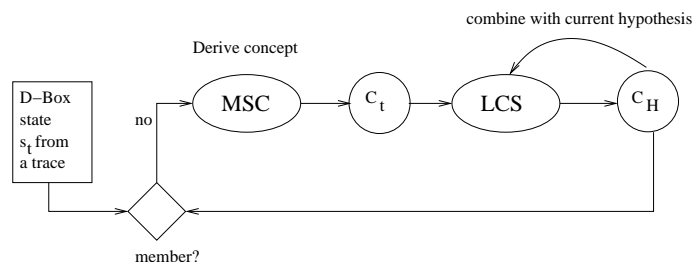 combine with current hypothesis
Derive concept
D-Box
state
s_t from
a trace
no
MSC
C_t
LCS
C_H
member?